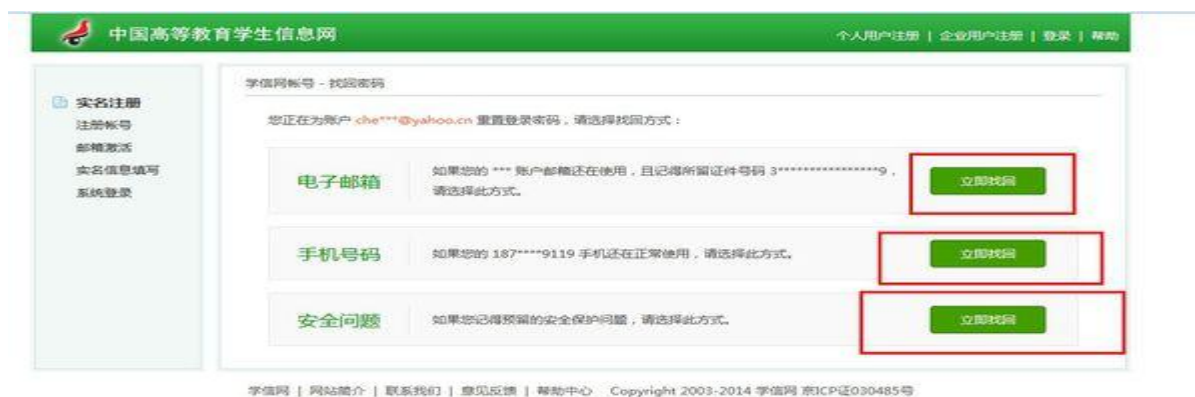 中国高等教育学生信息网
个人用户注册 | 企业用户注册 | 登录 | 帮助
实名注册
注册帐号
邮箱激活
实名信息填写
系统登录
学信网帐号 - 找回密码
您正在为账户 che***@yahoo.cn 重置登录密码，请选择找回方式：
电子邮箱
如果您的 *** 账户邮箱还在使用，且记得所留证件号码 3****************9，
请选择此方式。
立即找回
手机号码
如果您的 187****9119 手机还在正常使用，请选择此方式。
立即找回
安全问题
如果您记得预留的安全保护问题，请选择此方式。
立即找回
学信网 | 网站简介 | 联系我们 | 意见反馈 | 帮助中心 Copyright 2003-2014 学信网 京ICP证030485号